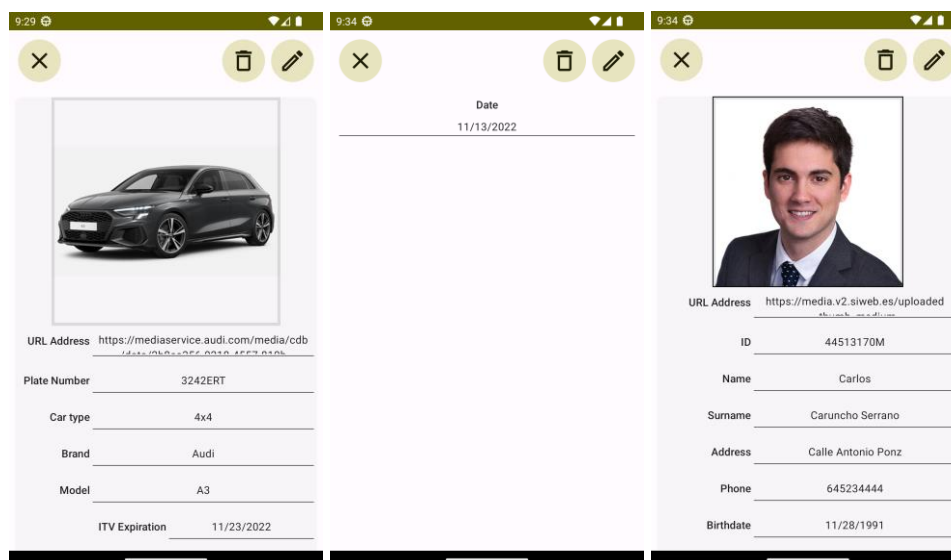 9:29
URL Address https://mediaservice.audi.com/media/cdb
Plate Number 3242ERT
Car type 4x4
Brand Audi
Model A3
ITV Expiration 11/23/2022
9:34
Date
11/13/2022
9:34
URL Address https://media.v2.siweb.es/uploaded
ID 44513170M
Name Carlos
Surname Caruncho Serrano
Address Calle Antonio Ponz
Phone 645234444
Birthdate 11/28/1991